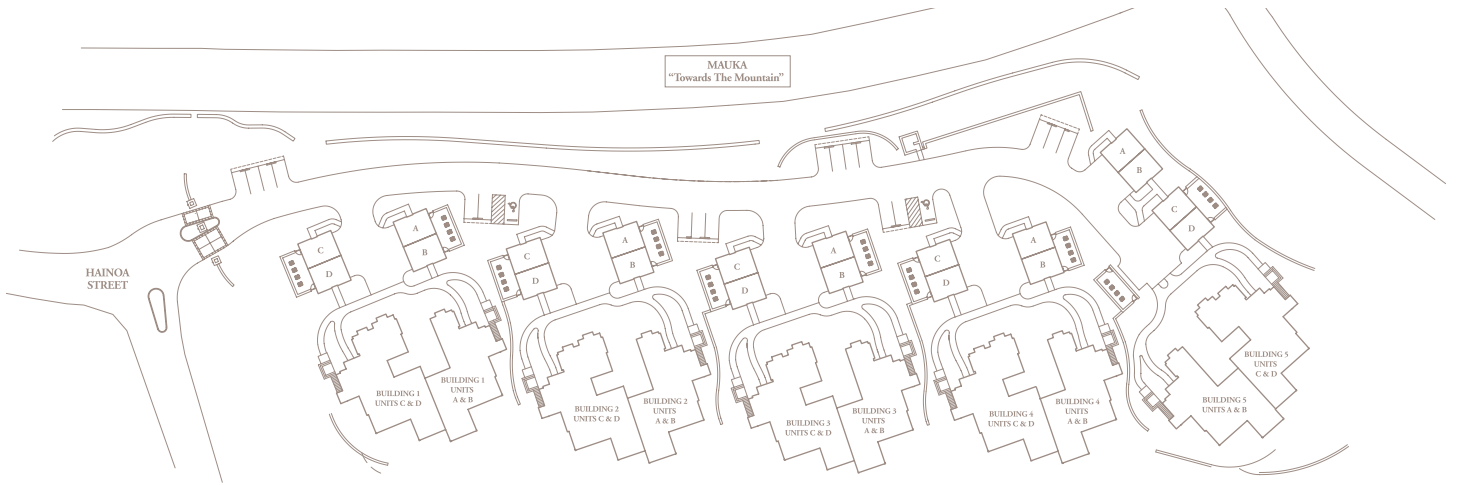 MAUKA
“Towards The Mountain”
HAINOA
STREET
C
D
A
B
C
D
A
B
C
D
A
B
C
D
A
B
A
B
C
D
BUILDING 1
UNITS C & D
BUILDING 1
UNITS
A & B
BUILDING 2
UNITS C & D
BUILDING 2
UNITS
A & B
BUILDING 3
UNITS C & D
BUILDING 3
UNITS
A & B
BUILDING 4
UNITS C & D
BUILDING 4
UNITS
A & B
BUILDING 5
UNITS A & B
BUILDING 5
UNITS
C & D